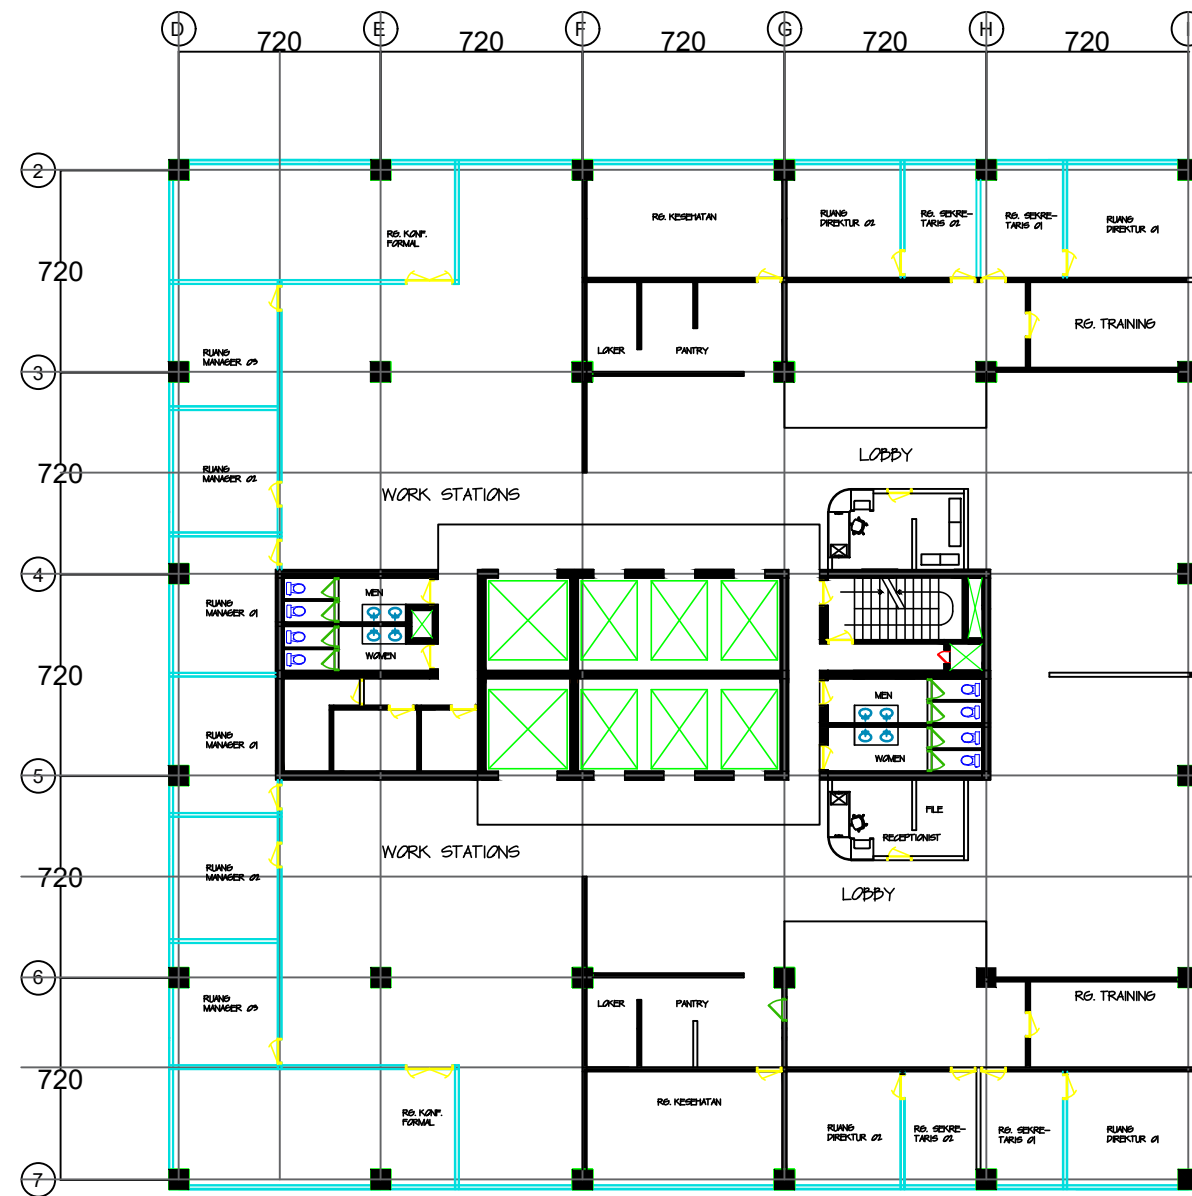 D E F G H I
720 720 720 720 720
2
RG. KESEHATAN
RUANG
DIREKTUR 02
RG. SEKRE-
TARIS 02
RG. SEKRE-
TARIS 01
RUANG
DIREKTUR 01
RG. KONF.
FORMAL
720
RG. TRAINING
RUANG
MANAGER 03
LOKER
PANTRY
3
LOBBY
720
RUANG
MANAGER 02
WORK STATIONS
4
MEN
RUANG
MANAGER 01
WOMEN
720
MEN
RUANG
MANAGER 01
WOMEN
5
FILE
RECEPTIONIST
WORK STATIONS
RUANG
MANAGER 02
720
LOBBY
6
RUANG
MANAGER 03
LOKER
PANTRY
RG. TRAINING
720
RG. KONF.
FORMAL
RG. KESEHATAN
RUANG
DIREKTUR 02
RG. SEKRE-
TARIS 02
RG. SEKRE-
TARIS 01
RUANG
DIREKTUR 01
7